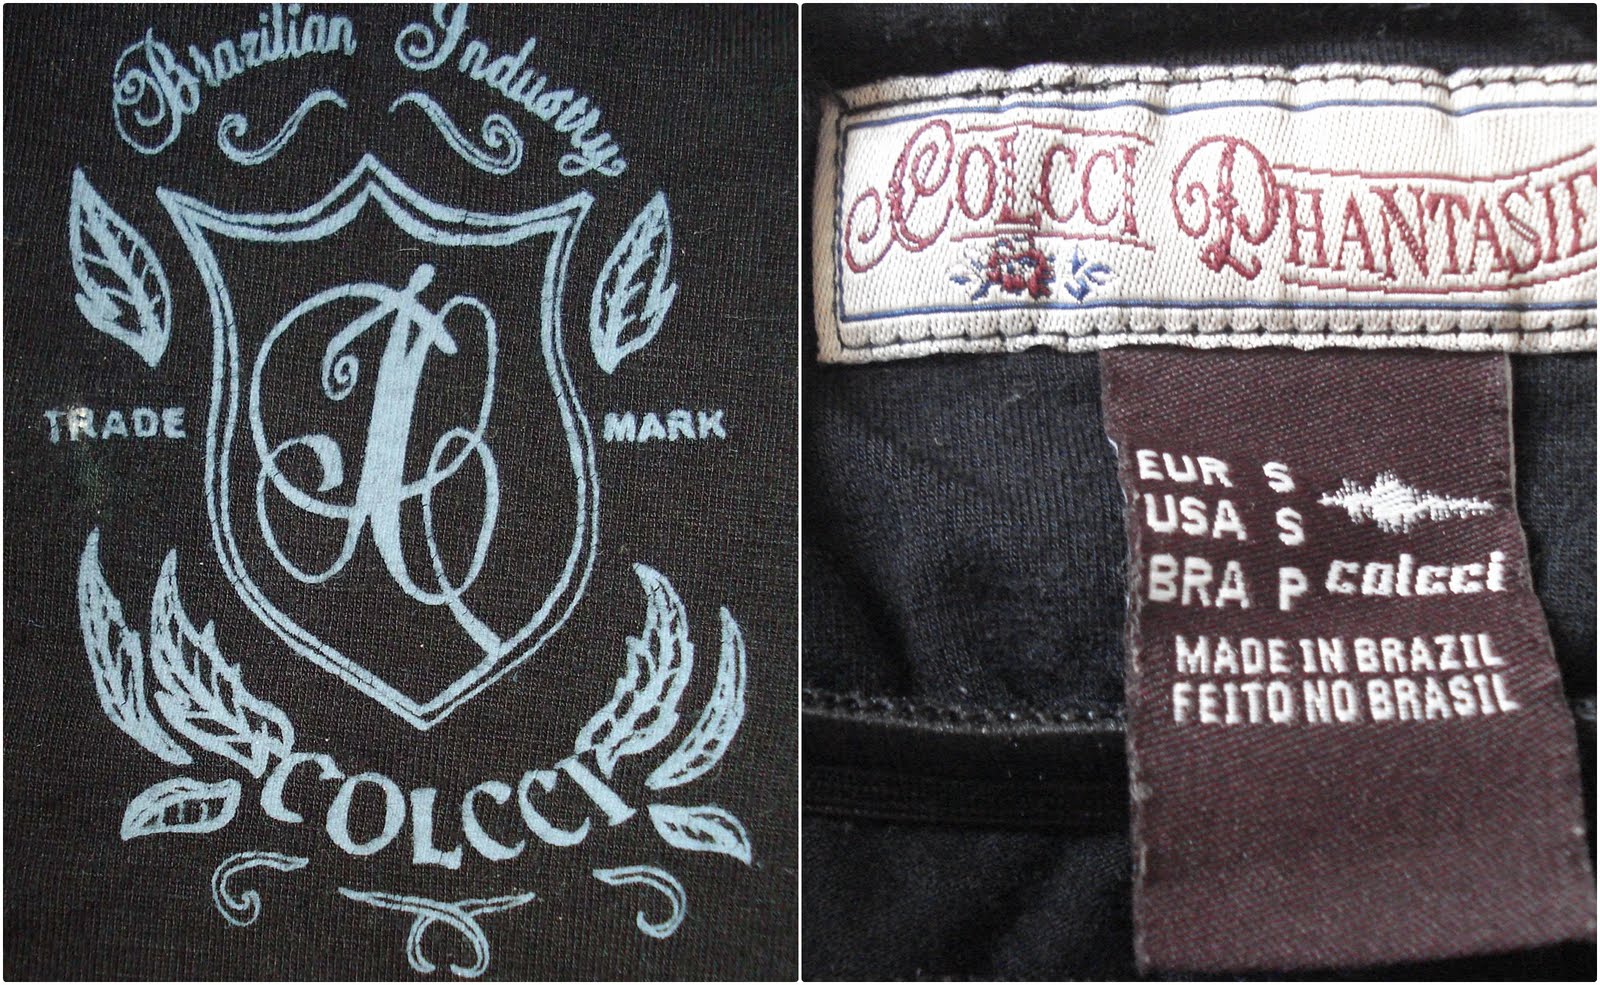 Brazilian Industry
TRADE MARK
COLCCI
COLCCI PHANTASIE
EUR S
USA S
BRA P colcci
MADE IN BRAZIL
FEITO NO BRASIL